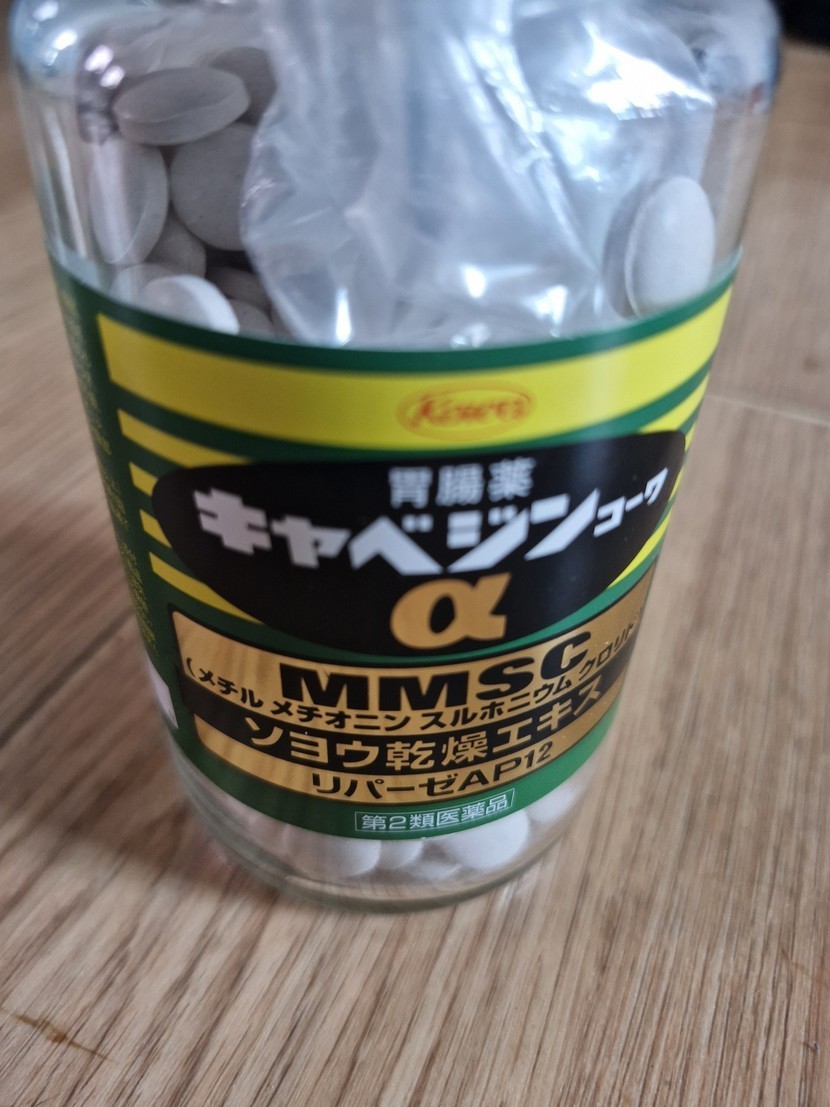 Kowa
胃腸薬
キャベジンコーワ
α
MMSC
(メチル メチオニン スルホニウム クロリド
ソヨウ乾燥エキス
リパーゼAP12
第2類医薬品